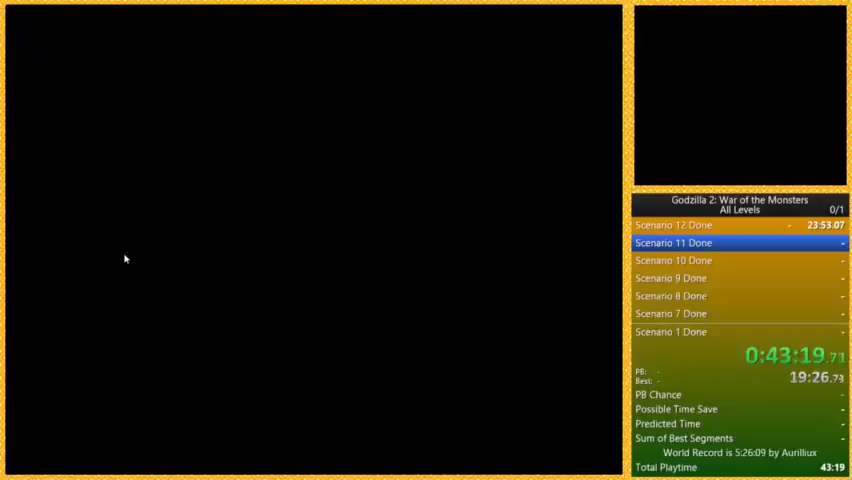 Godzilla 2: War of the Monsters
All Levels 0/1
Scenario 12 Done - 23:53.07
Scenario 11 Done -
Scenario 10 Done -
Scenario 9 Done -
Scenario 8 Done -
Scenario 7 Done -
Scenario 1 Done -
0:43:19.71
PB: -
Best: - 19:26.73
PB Chance -
Possible Time Save -
Predicted Time -
Sum of Best Segments -
World Record is 5:26:09 by Aurilliux
Total Playtime 43:19